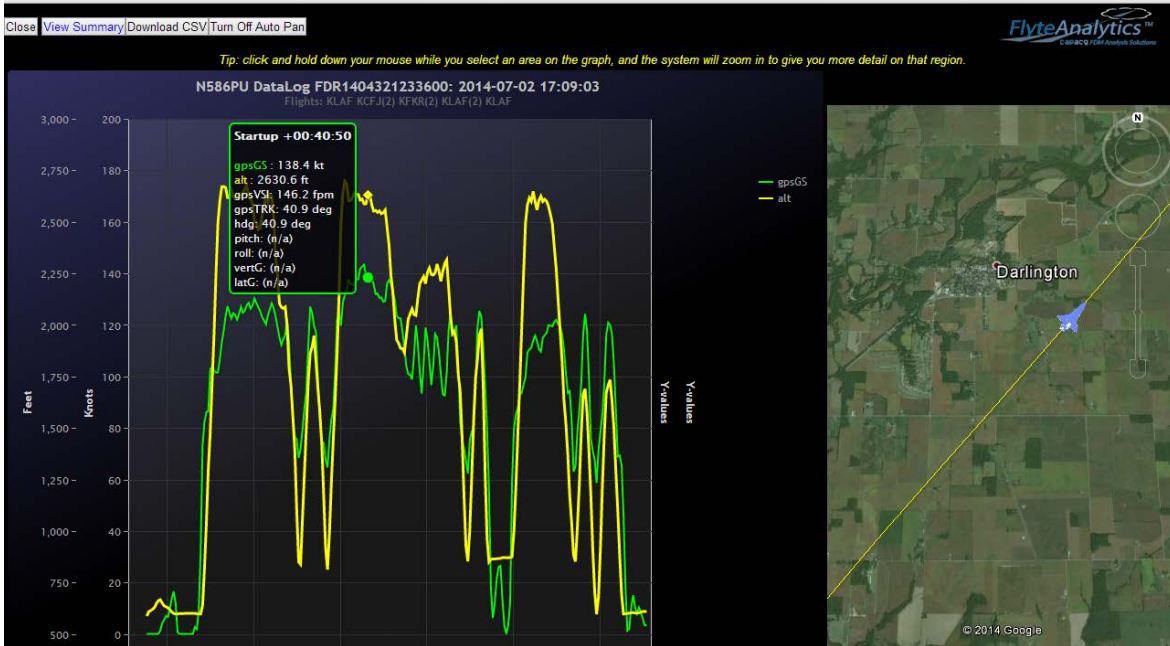 Close View Summary Download CSV Turn Off Auto Pan
FlyteAnalytics™
Capaciq FDM Analysis Solutions
Tip: click and hold down your mouse while you select an area on the graph, and the system will zoom in to give you more detail on that region.
N586PU DataLog FDR1404321233600: 2014-07-02 17:09:03
Flights: KLAF KCFJ(2) KFKR(2) KLAF(2) KLAF
3,000 200
2,750 180
2,500 160
2,250 140
2,000 120
1,750 100
1,500 80
1,250 60
1,000 40
750 20
500 0
Feet
Knots
Startup +00:40:50
gpsGS : 138.4 kt
alt : 2630.6 ft
gpsVSI: 146.2 fpm
gpsTRK: 40.9 deg
hdg: 40.9 deg
pitch: (n/a)
roll: (n/a)
vertG: (n/a)
latG: (n/a)
Y-values
Y-values
gpsGS
alt
N
Darlington
© 2014 Google